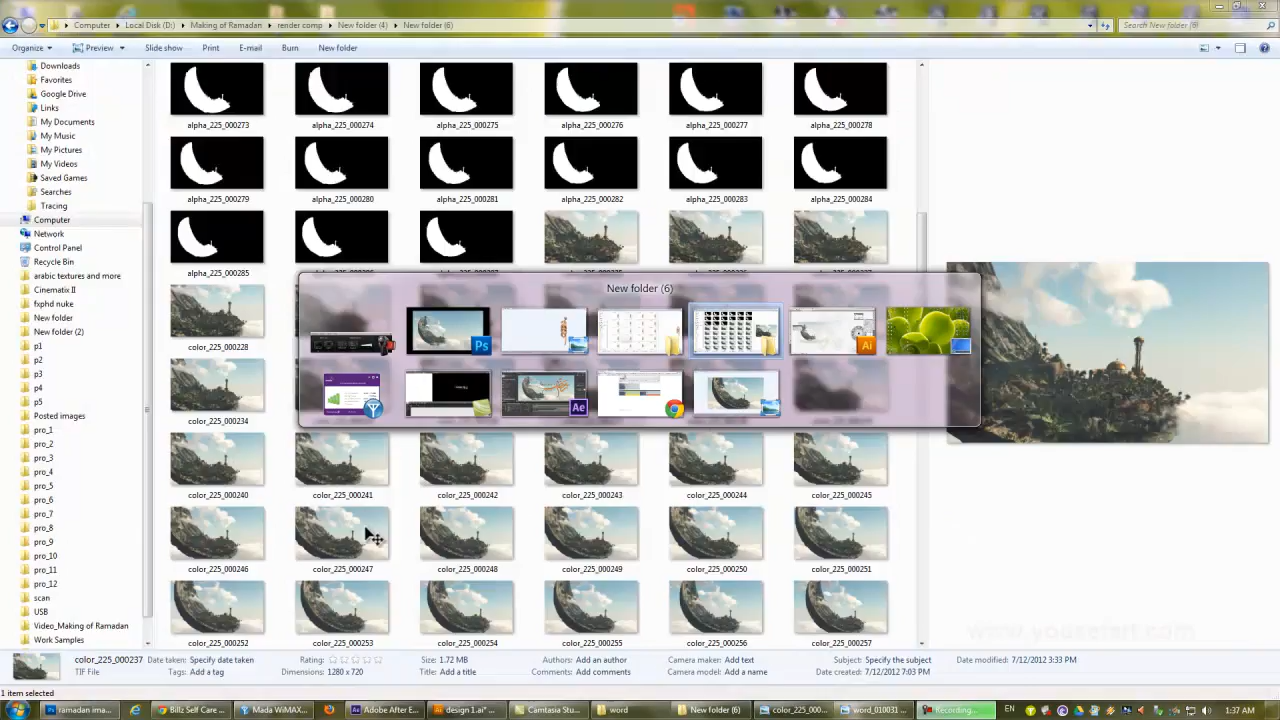 Computer ▸ Local Disk (D:) ▸ Making of Ramadan ▸ render comp ▸ New folder (4) ▸ New folder (6)
Search New folder (6)
Organize Preview Slide show Print E-mail Burn New folder
Downloads
Favorites
Google Drive
Links
My Documents
My Music
My Pictures
My Videos
Saved Games
Searches
Tracing
Computer
Network
Control Panel
Recycle Bin
arabic textures and more
Cinematix II
fxphd nuke
New folder
New folder (2)
p1
p2
p3
p4
p5
Posted images
pro_1
pro_2
pro_3
pro_4
pro_5
pro_6
pro_7
pro_8
pro_9
pro_10
pro_11
pro_12
scan
USB
Video_Making of Ramadan
Work Samples
alpha_225_000273 alpha_225_000274 alpha_225_000275 alpha_225_000276 alpha_225_000277 alpha_225_000278
alpha_225_000279 alpha_225_000280 alpha_225_000281 alpha_225_000282 alpha_225_000283 alpha_225_000284
alpha_225_000285
New folder (6)
Ps
Ai
Ae
color_225_000228
color_225_000234
color_225_000240 color_225_000241 color_225_000242 color_225_000243 color_225_000244 color_225_000245
color_225_000246 color_225_000247 color_225_000248 color_225_000249 color_225_000250 color_225_000251
color_225_000252 color_225_000253 color_225_000254 color_225_000255 color_225_000256 color_225_000257
color_225_000237 Date taken: Specify date taken Rating: Size: 1.72 MB Authors: Add an author Camera maker: Add text Subject: Specify the subject Date modified: 7/12/2012 3:33 PM
TIF File Tags: Add a tag Dimensions: 1280 x 720 Title: Add a title Comments: Add comments Camera model: Add a name Date created: 7/12/2012 7:03 PM
1 item selected
ramadan ima... Billz Self Care ... Mada WiMAX... Adobe After E... design 1.ai* ... Camtasia Stu... word New folder (6) color_225_000... word_010031 ... Recording... EN 1:37 AM